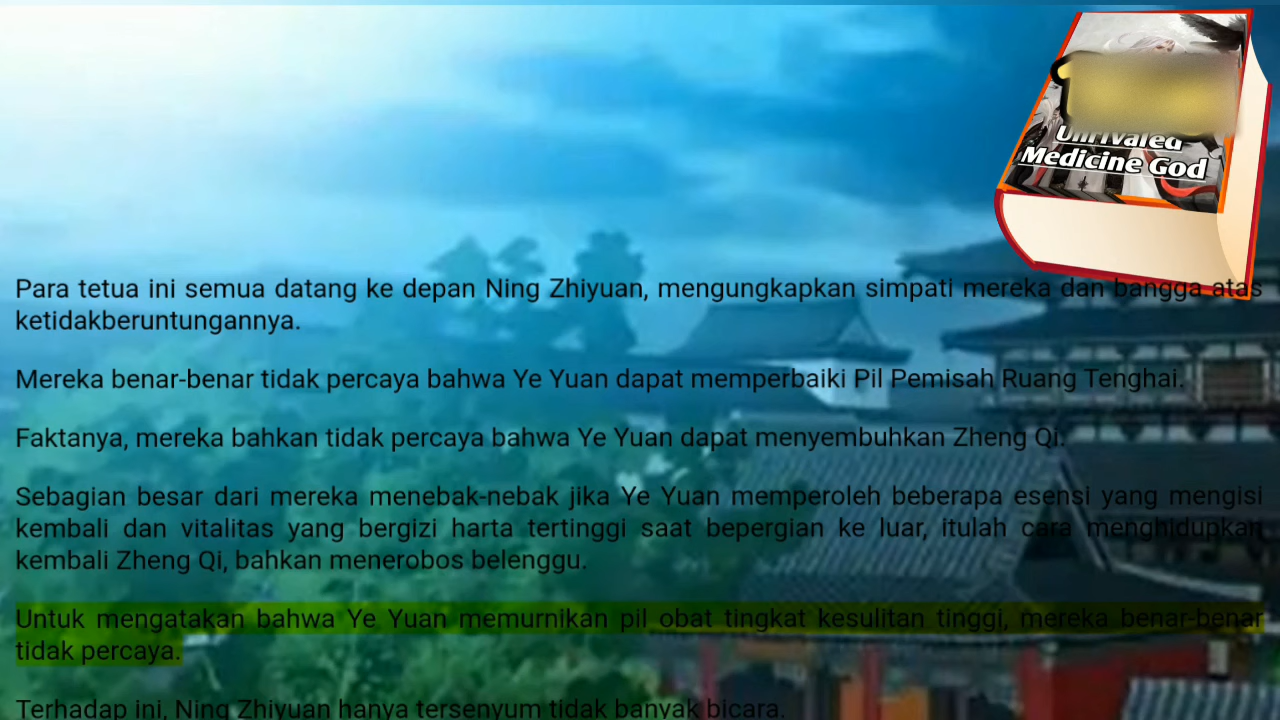 Unrivaled
Medicine God
Para tetua ini semua datang ke depan Ning Zhiyuan, mengungkapkan simpati mereka dan bangga atas
ketidakberuntungannya.
Mereka benar-benar tidak percaya bahwa Ye Yuan dapat memperbaiki Pil Pemisah Ruang Tenghai.
Faktanya, mereka bahkan tidak percaya bahwa Ye Yuan dapat menyembuhkan Zheng Qi.
Sebagian besar dari mereka menebak-nebak jika Ye Yuan memperoleh beberapa esensi yang mengisi
kembali dan vitalitas yang bergizi harta tertinggi saat bepergian ke luar, itulah cara menghidupkan
kembali Zheng Qi, bahkan menerobos belenggu.
Untuk mengatakan bahwa Ye Yuan memurnikan pil obat tingkat kesulitan tinggi, mereka benar-benar
tidak percaya.
Terhadap ini, Ning Zhiyuan hanya tersenyum tidak banyak bicara.